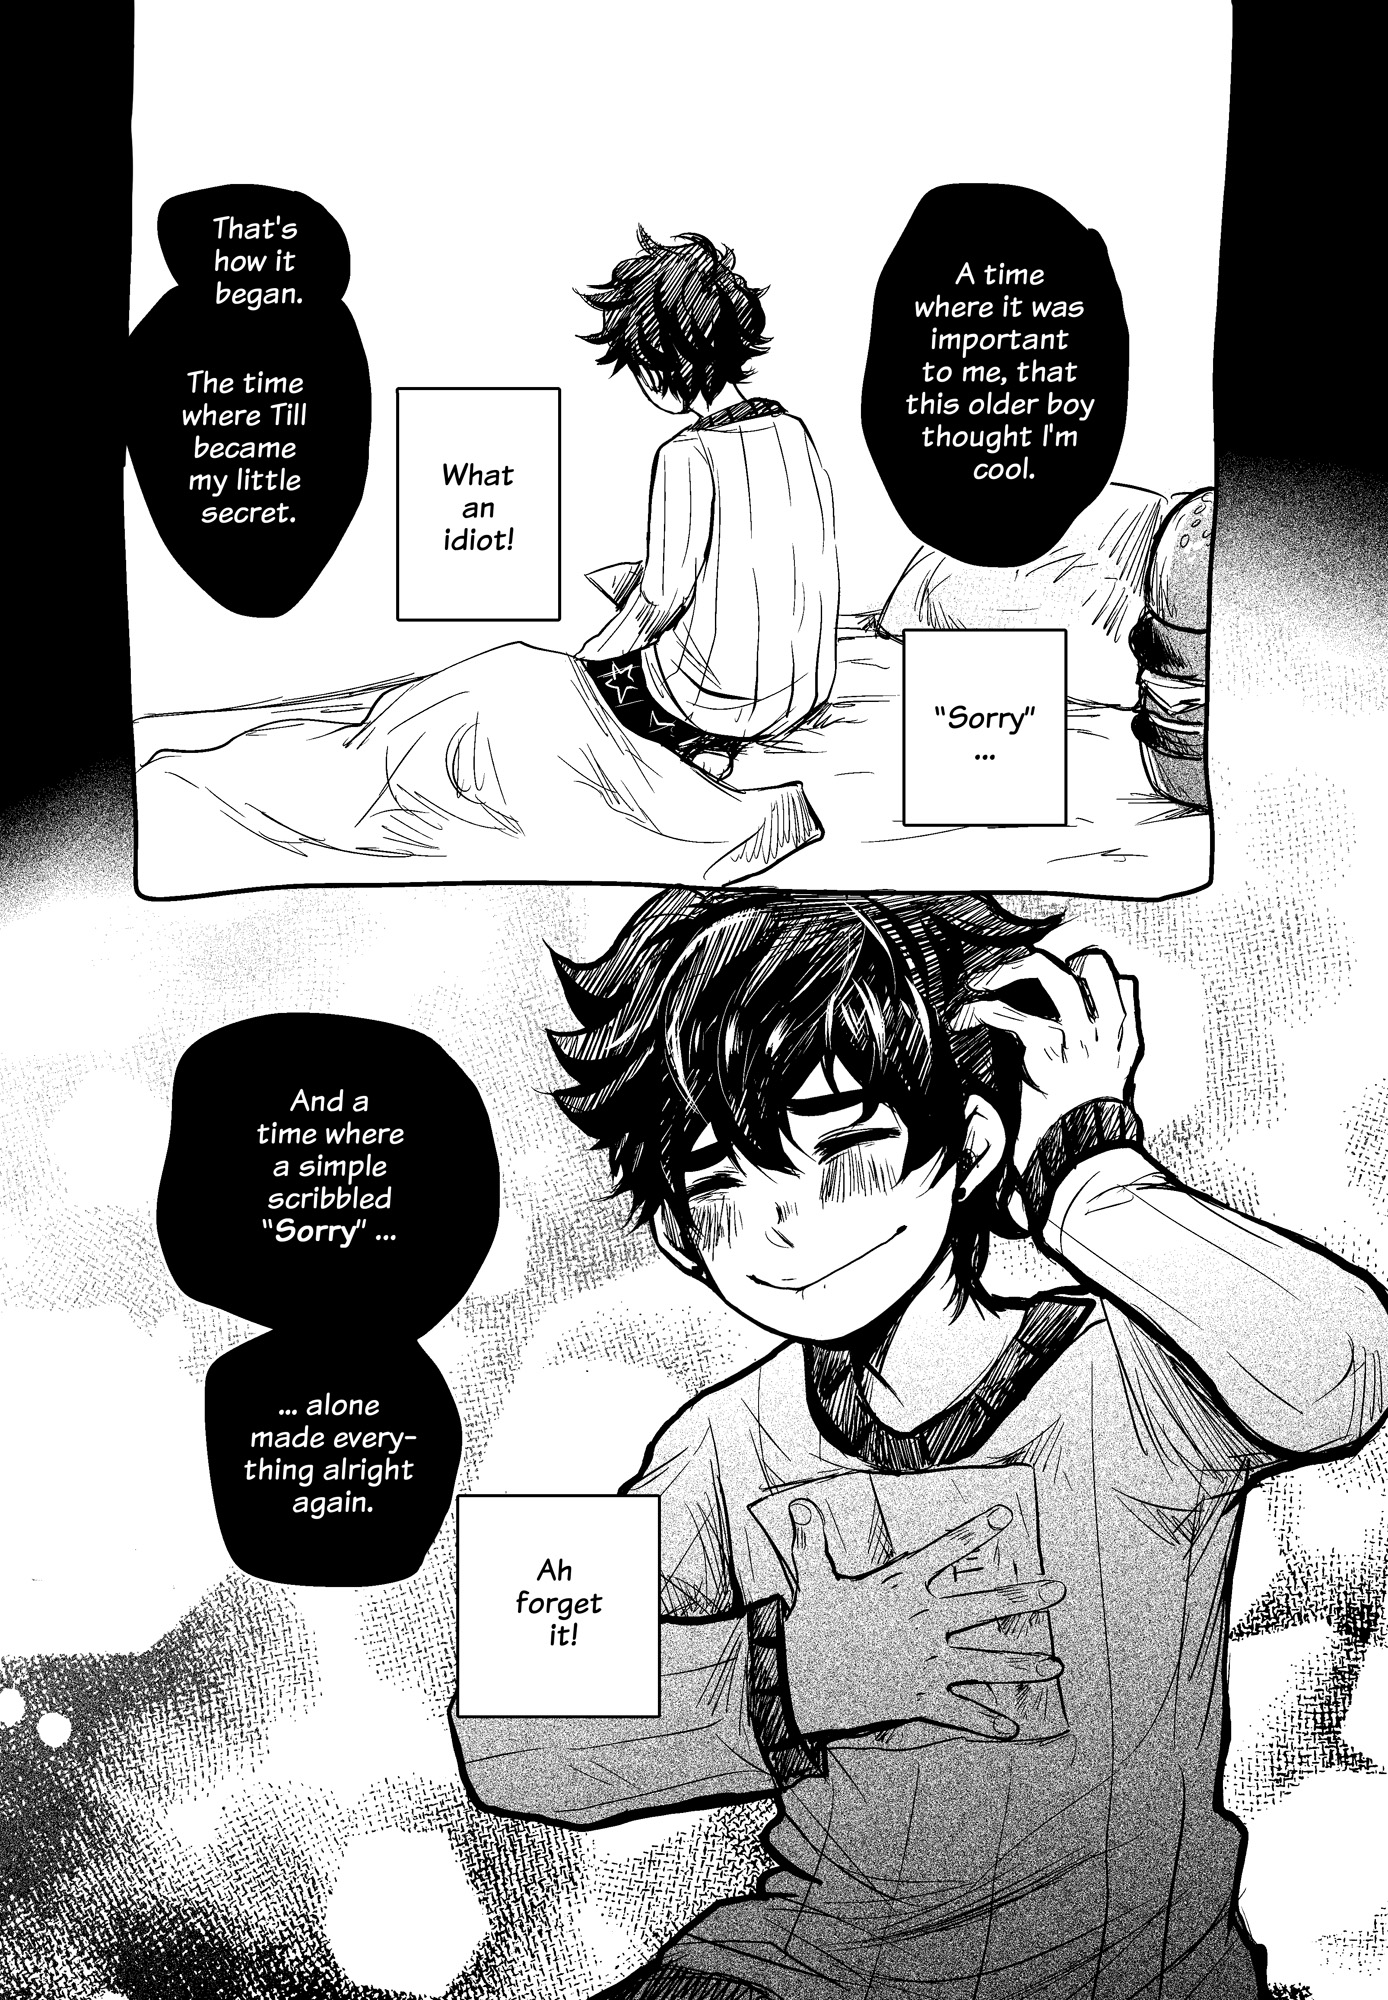 That's
how it
began.
The time
where Till
became
my little
secret.
What
an
idiot!
A time
where it was
important
to me, that
this older boy
thought I'm
cool.
"Sorry"
...
And a
time where
a simple
scribbled
"Sorry" ...
... alone
made every-
thing alright
again.
Ah
forget
it!